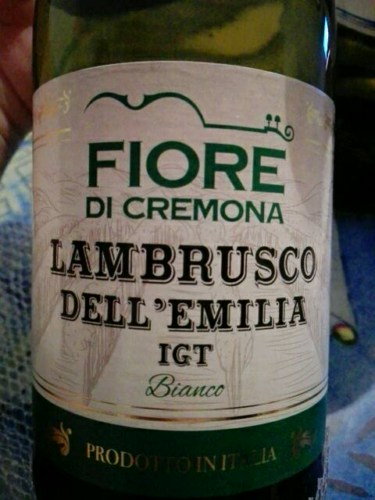 FIORE
DI CREMONA
LAMBRUSCO
DELL'EMILIA
IGT
Bianco
PRODOTTO IN ITALIA